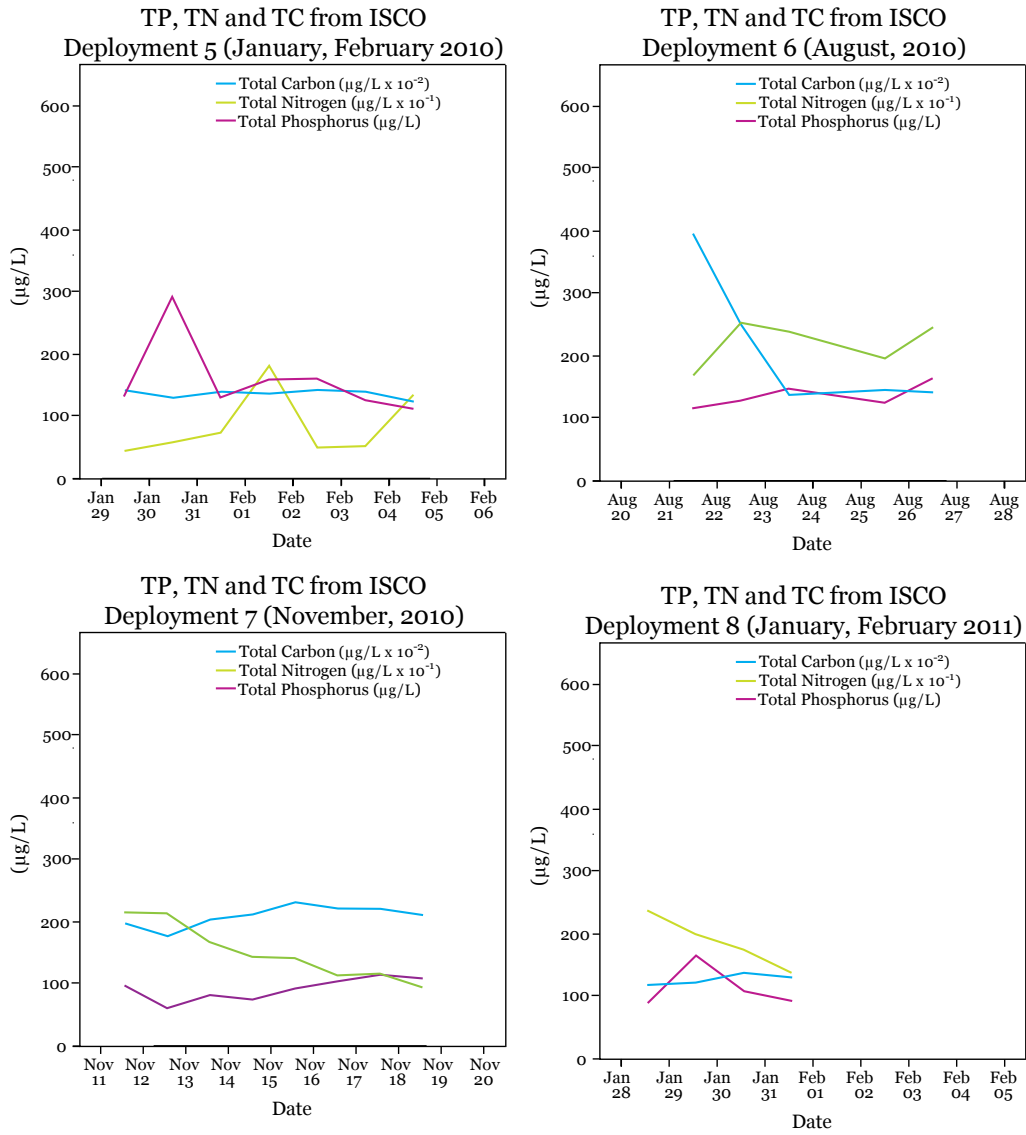 TP, TN and TC from ISCO
Deployment 5 (January, February 2010)
Total Carbon (µg/L x 10⁻²)
Total Nitrogen (µg/L x 10⁻¹)
Total Phosphorus (µg/L)
600
500
400
300
200
100
0
(µg/L)
Jan Jan Jan Feb Feb Feb Feb Feb Feb
29 30 31 01 02 03 04 05 06
Date
TP, TN and TC from ISCO
Deployment 6 (August, 2010)
Total Carbon (µg/L x 10⁻²)
Total Nitrogen (µg/L x 10⁻¹)
Total Phosphorus (µg/L)
600
500
400
300
200
100
0
(µg/L)
Aug Aug Aug Aug Aug Aug Aug Aug Aug
20 21 22 23 24 25 26 27 28
Date
TP, TN and TC from ISCO
Deployment 7 (November, 2010)
Total Carbon (µg/L x 10⁻²)
Total Nitrogen (µg/L x 10⁻¹)
Total Phosphorus (µg/L)
600
500
400
300
200
100
0
(µg/L)
Nov Nov Nov Nov Nov Nov Nov Nov Nov Nov
11 12 13 14 15 16 17 18 19 20
Date
TP, TN and TC from ISCO
Deployment 8 (January, February 2011)
Total Carbon (µg/L x 10⁻²)
Total Nitrogen (µg/L x 10⁻¹)
Total Phosphorus (µg/L)
600
500
400
300
200
100
0
(µg/L)
Jan Jan Jan Jan Feb Feb Feb Feb Feb
28 29 30 31 01 02 03 04 05
Date